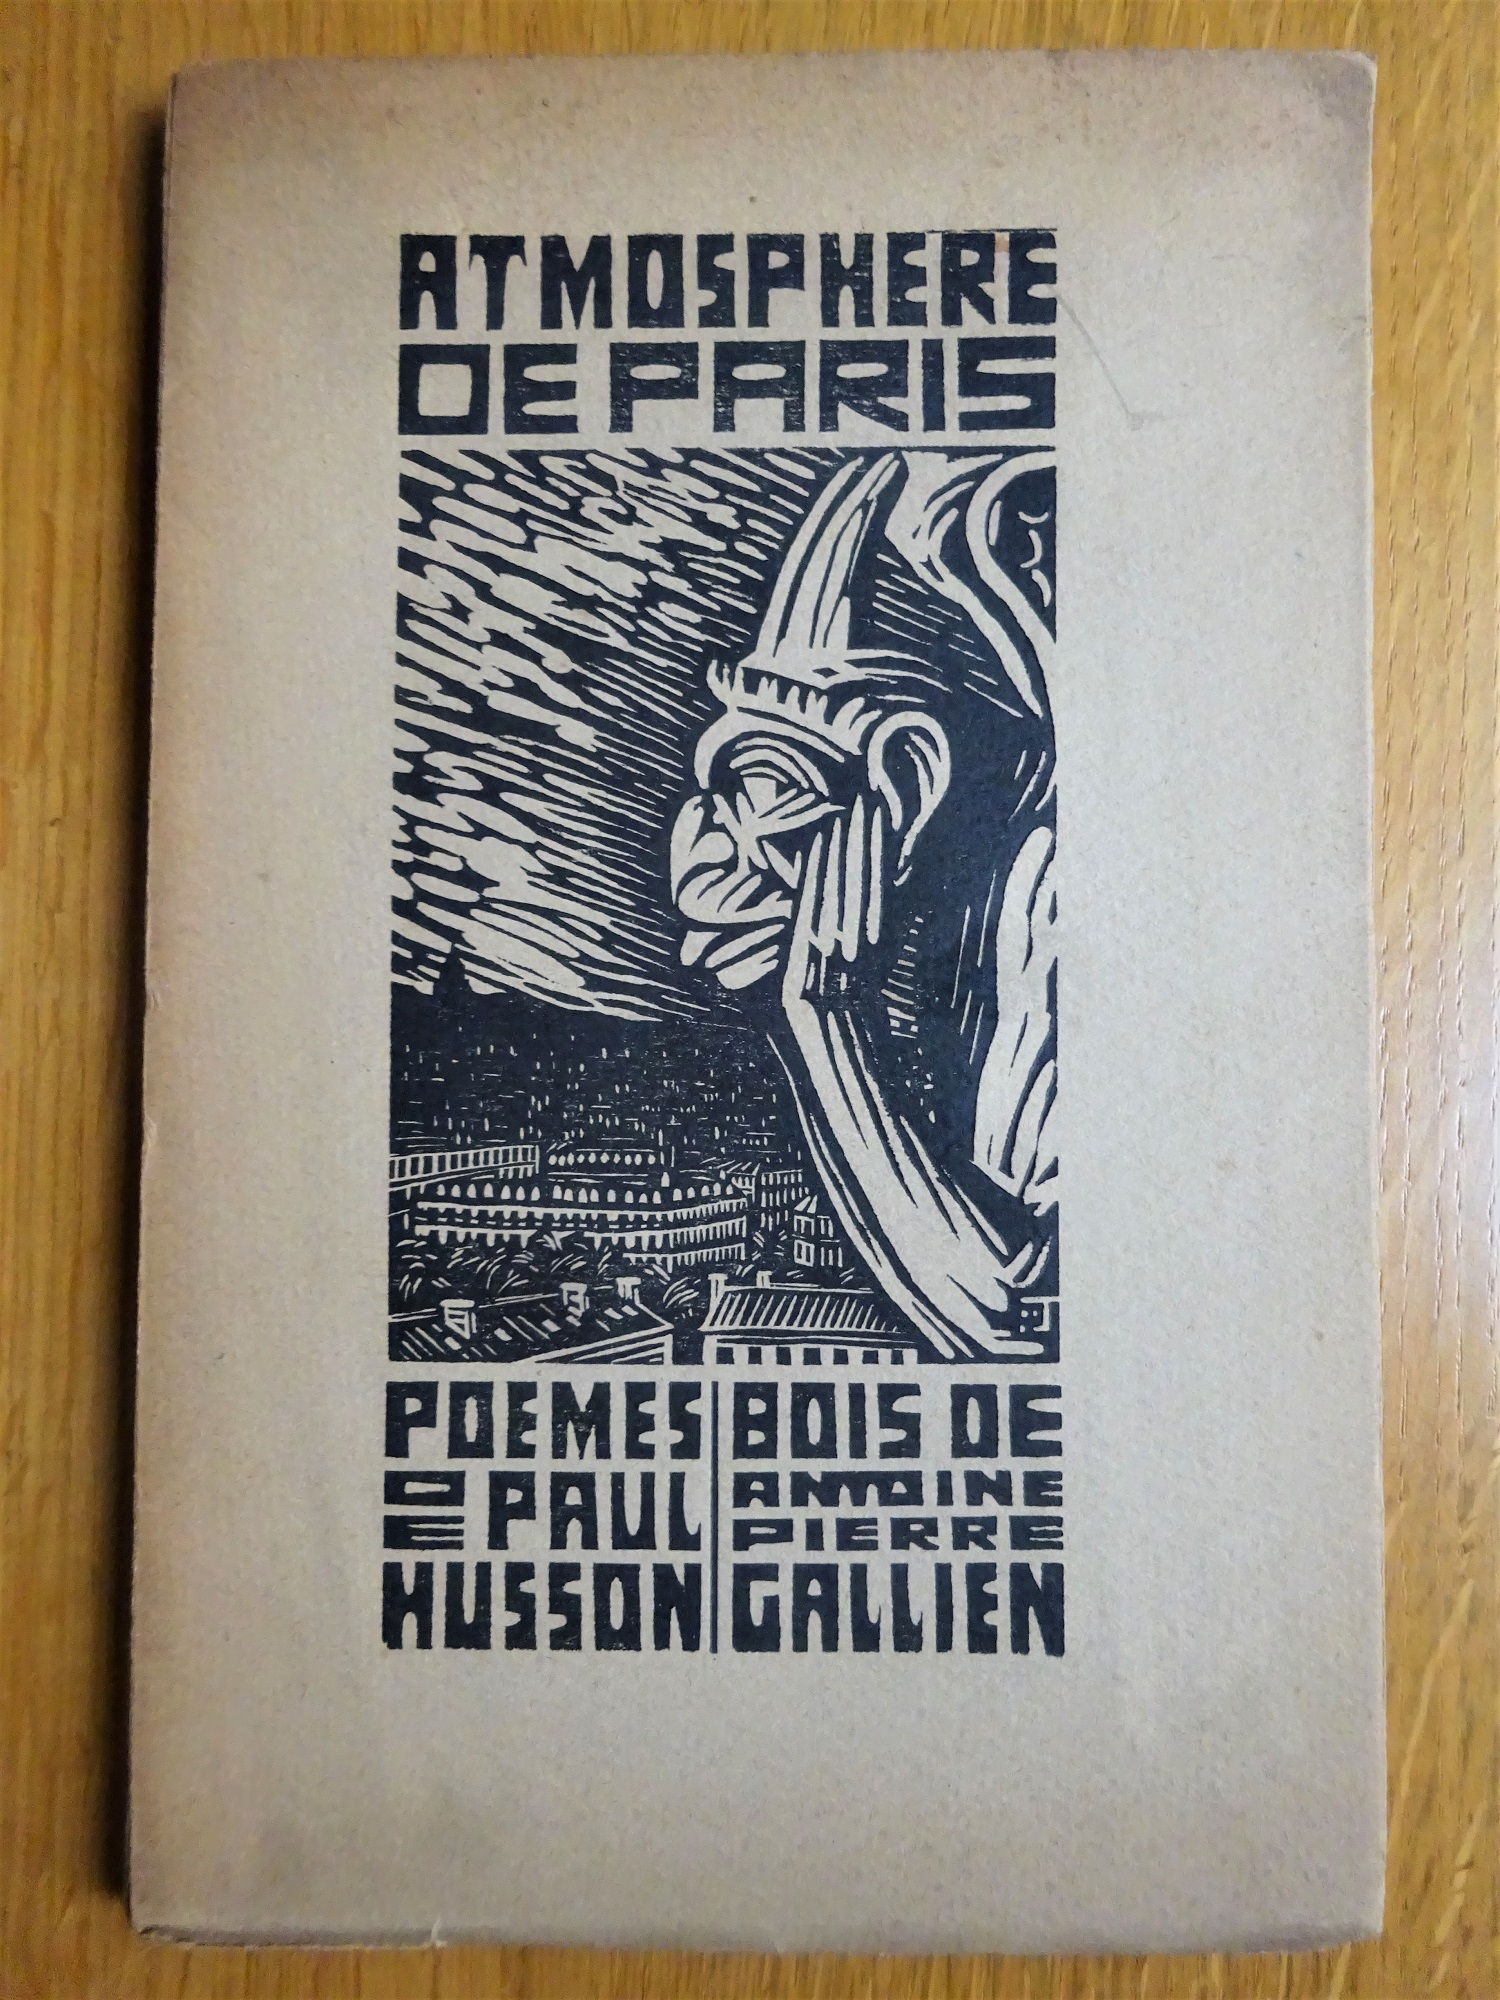 ATMOSPHERE
DE PARIS
POEMES
DE PAUL
HUSSON
BOIS DE
ANTOINE
PIERRE
GALLIEN